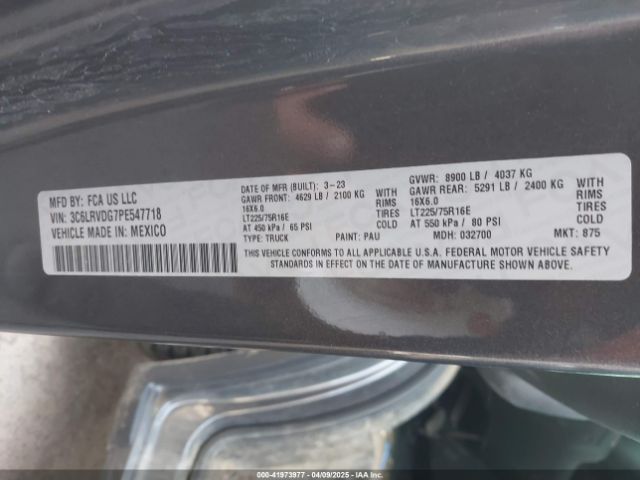 MFD BY: FCA US LLC
VIN: 3C6LRVDG7PE547718
VEHICLE MADE IN: MEXICO
DATE OF MFR (BUILT): 3-23
GAWR FRONT: 4629 LB / 2100 KG
16X6.0 RIMS
LT225/75R16E TIRES
AT 450 kPa / 65 PSI COLD
TYPE: TRUCK PAINT: PAU
GVWR: 8900 LB / 4037 KG
WITH GAWR REAR: 5291 LB / 2400 KG WITH
16X6.0 RIMS
LT225/75R16E TIRES
AT 550 kPa / 80 PSI COLD
MDH: 032700 MKT: 875
THIS VEHICLE CONFORMS TO ALL APPLICABLE U.S.A. FEDERAL MOTOR VEHICLE SAFETY
STANDARDS IN EFFECT ON THE DATE OF MANUFACTURE SHOWN ABOVE.
000-41973977 - 04/09/2025 - IAAI.COM